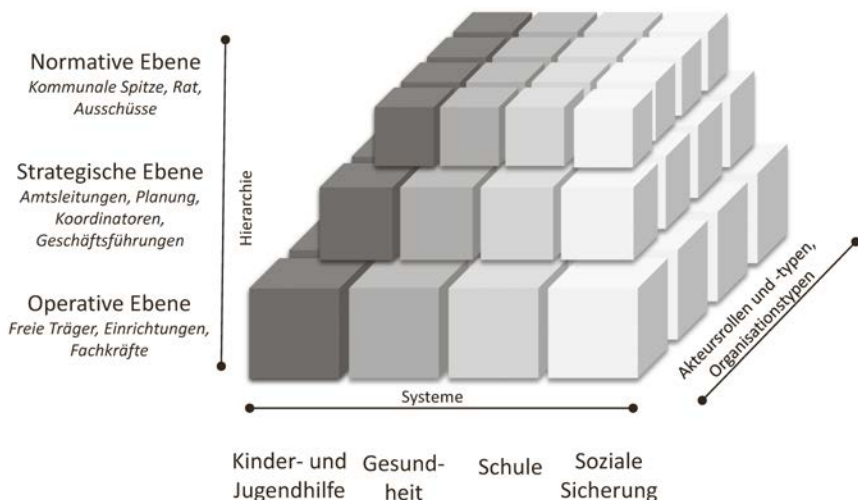 Normative Ebene
Kommunale Spitze, Rat,
Ausschüsse
Strategische Ebene
Amtsleitungen, Planung,
Koordinatoren,
Geschäftsführungen
Operative Ebene
Freie Träger, Einrichtungen,
Fachkräfte
Hierarchie
Akteursrollen und -typen,
Organisationstypen
Systeme
Kinder- und
Jugendhilfe
Gesund-
heit
Schule
Soziale
Sicherung